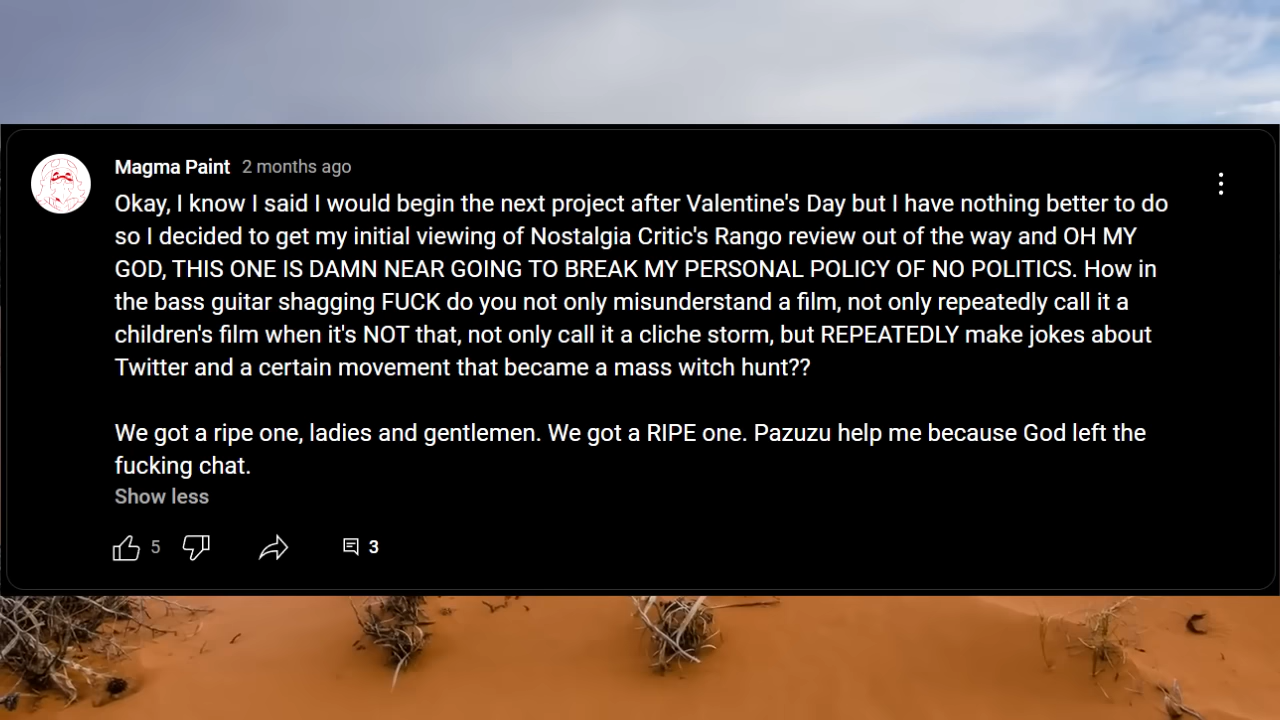 Magma Paint 2 months ago
Okay, I know I said I would begin the next project after Valentine's Day but I have nothing better to do
so I decided to get my initial viewing of Nostalgia Critic's Rango review out of the way and OH MY
GOD, THIS ONE IS DAMN NEAR GOING TO BREAK MY PERSONAL POLICY OF NO POLITICS. How in
the bass guitar shagging FUCK do you not only misunderstand a film, not only repeatedly call it a
children's film when it's NOT that, not only call it a cliche storm, but REPEATEDLY make jokes about
Twitter and a certain movement that became a mass witch hunt??
We got a ripe one, ladies and gentlemen. We got a RIPE one. Pazuzu help me because God left the
fucking chat.
Show less
5 3